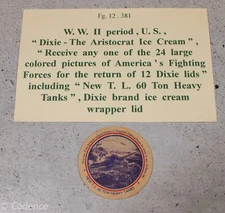 Fg. 12. 381
W. W. II period, U. S.,
"Dixie - The Aristocrat Ice Cream",
"Receive any one of the 24 large
colored pictures of America's Fighting
Forces for the return of 12 Dixie lids"
including "New T. L. 60 Ton Heavy
Tanks", Dixie brand ice cream
wrapper lid
Cadence